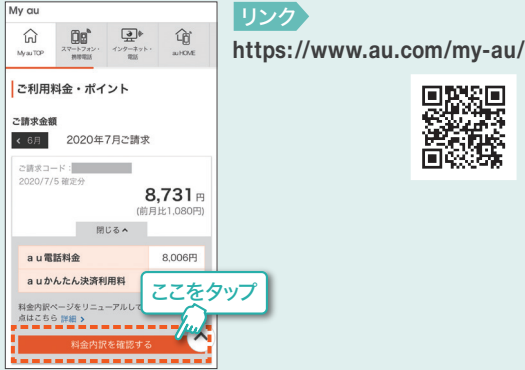 My au
My au TOP
スマートフォン・
携帯電話
インターネット・
電話
au HOME
ご利用料金・ポイント
ご請求金額
< 6月
2020年7月ご請求
ご請求コード:
2020/7/5 確定分
8,731 円
(前月比1,080円)
閉じる
au電話料金
8,006円
auかんたん決済利用料
料金内訳ページをリニューアルして
点はこちら 詳細 >
料金内訳を確認する
ここをタップ
リンク
https://www.au.com/my-au/